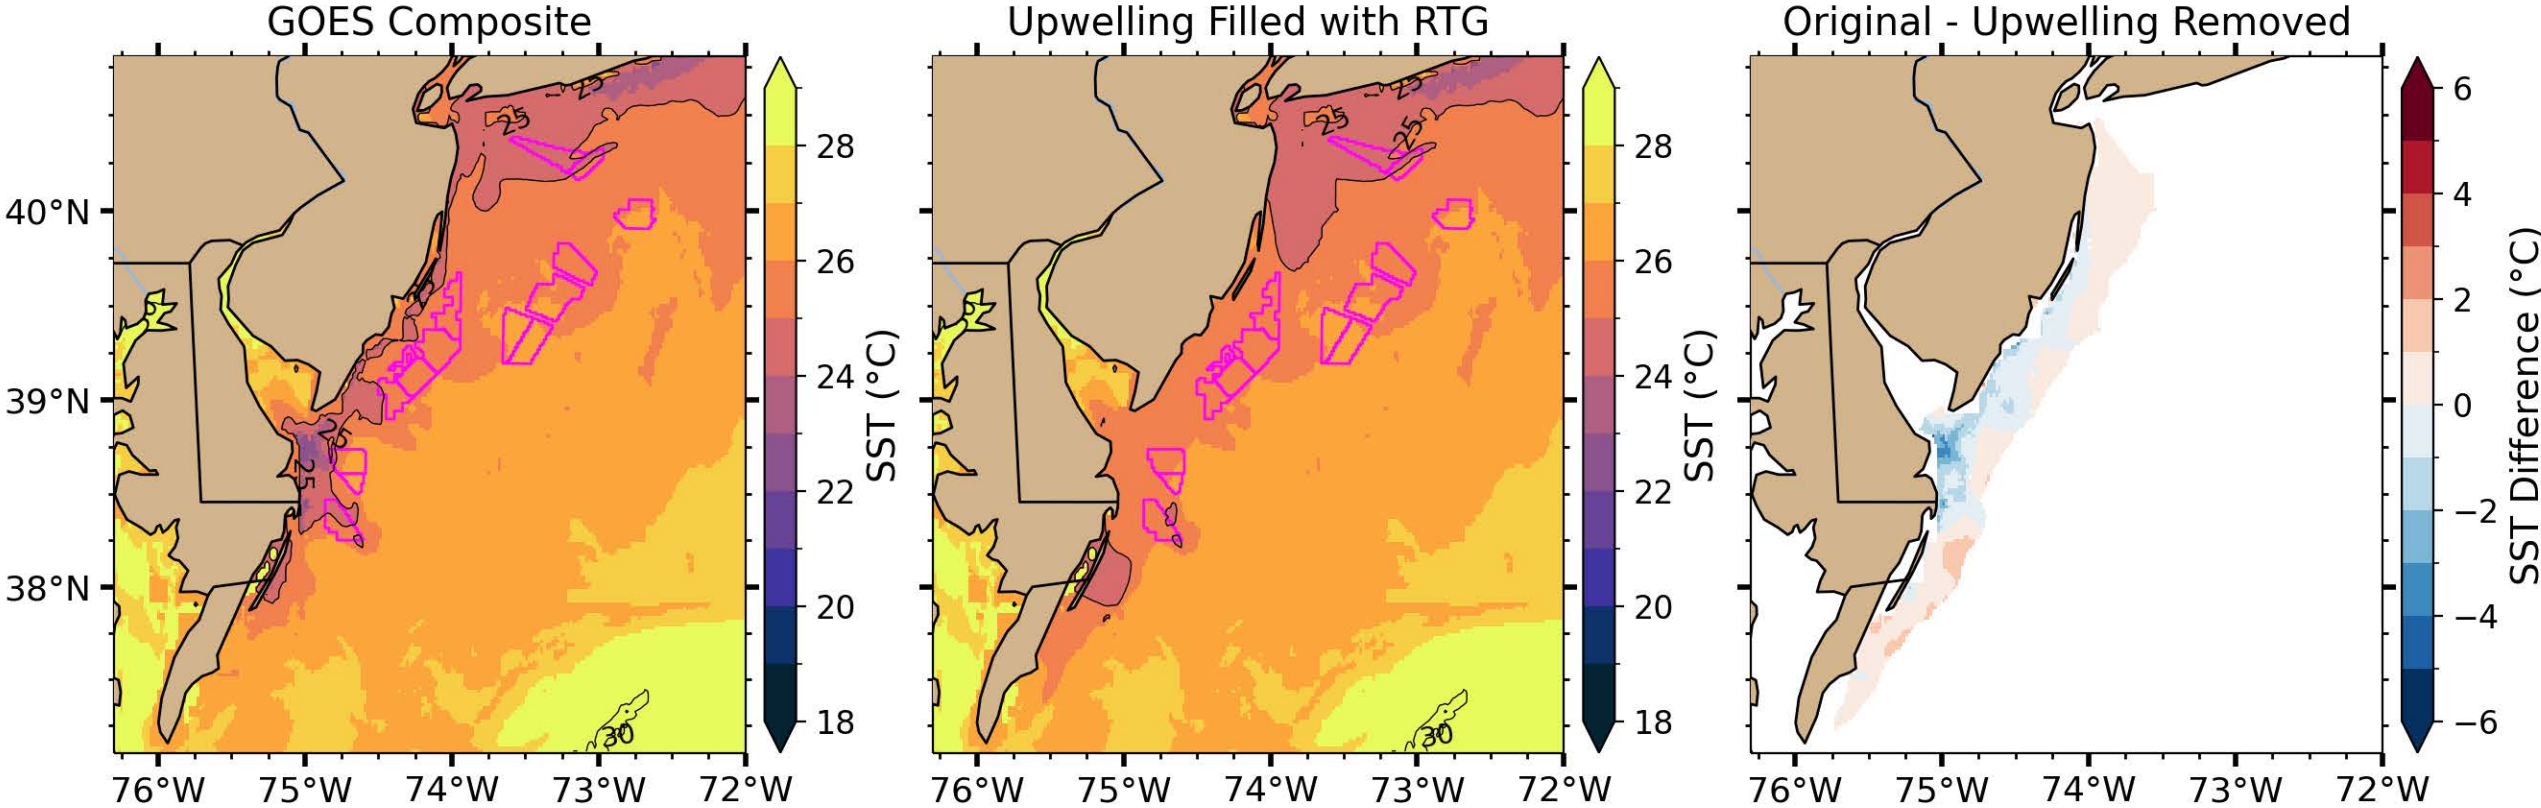 GOES Composite
Upwelling Filled with RTG
Original - Upwelling Removed
40°N
39°N
38°N
76°W
75°W
74°W
73°W
72°W
25
25
25
25
30
28
26
24
22
20
18
SST (°C)
76°W
75°W
74°W
73°W
72°W
25
25
25
30
28
26
24
22
20
18
SST (°C)
76°W
75°W
74°W
73°W
72°W
6
4
2
0
−2
−4
−6
SST Difference (°C)